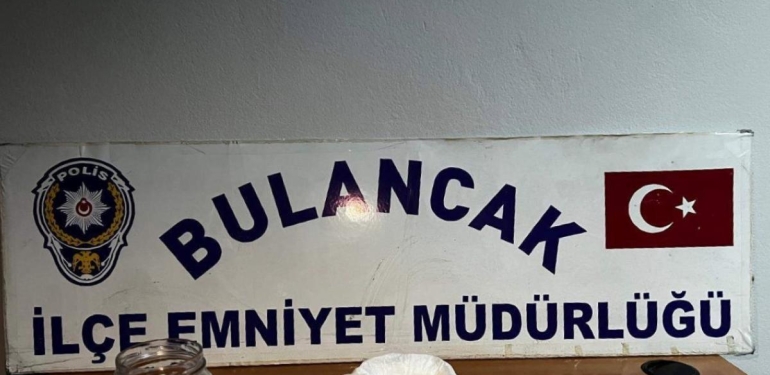 POLİS
BULANCAK
İLÇE EMNİYET MÜDÜRLÜĞÜ